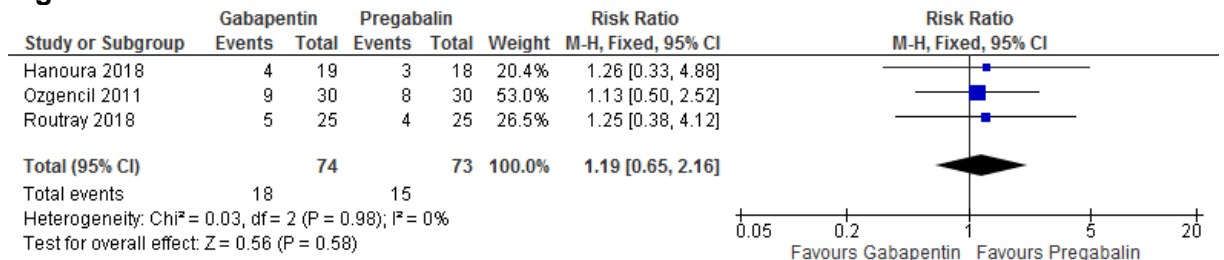 Gabapentin Pregabalin Risk Ratio Risk Ratio
Study or Subgroup Events Total Events Total Weight M-H, Fixed, 95% CI M-H, Fixed, 95% CI
Hanoura 2018 4 19 3 18 20.4% 1.26 [0.33, 4.88]
Ozgencil 2011 9 30 8 30 53.0% 1.13 [0.50, 2.52]
Routray 2018 5 25 4 25 26.5% 1.25 [0.38, 4.12]
Total (95% CI) 74 73 100.0% 1.19 [0.65, 2.16]
Total events 18 15
Heterogeneity: Chi² = 0.03, df = 2 (P = 0.98); I² = 0%
Test for overall effect: Z = 0.56 (P = 0.58)
0.05 0.2 1 5 20
Favours Gabapentin Favours Pregabalin